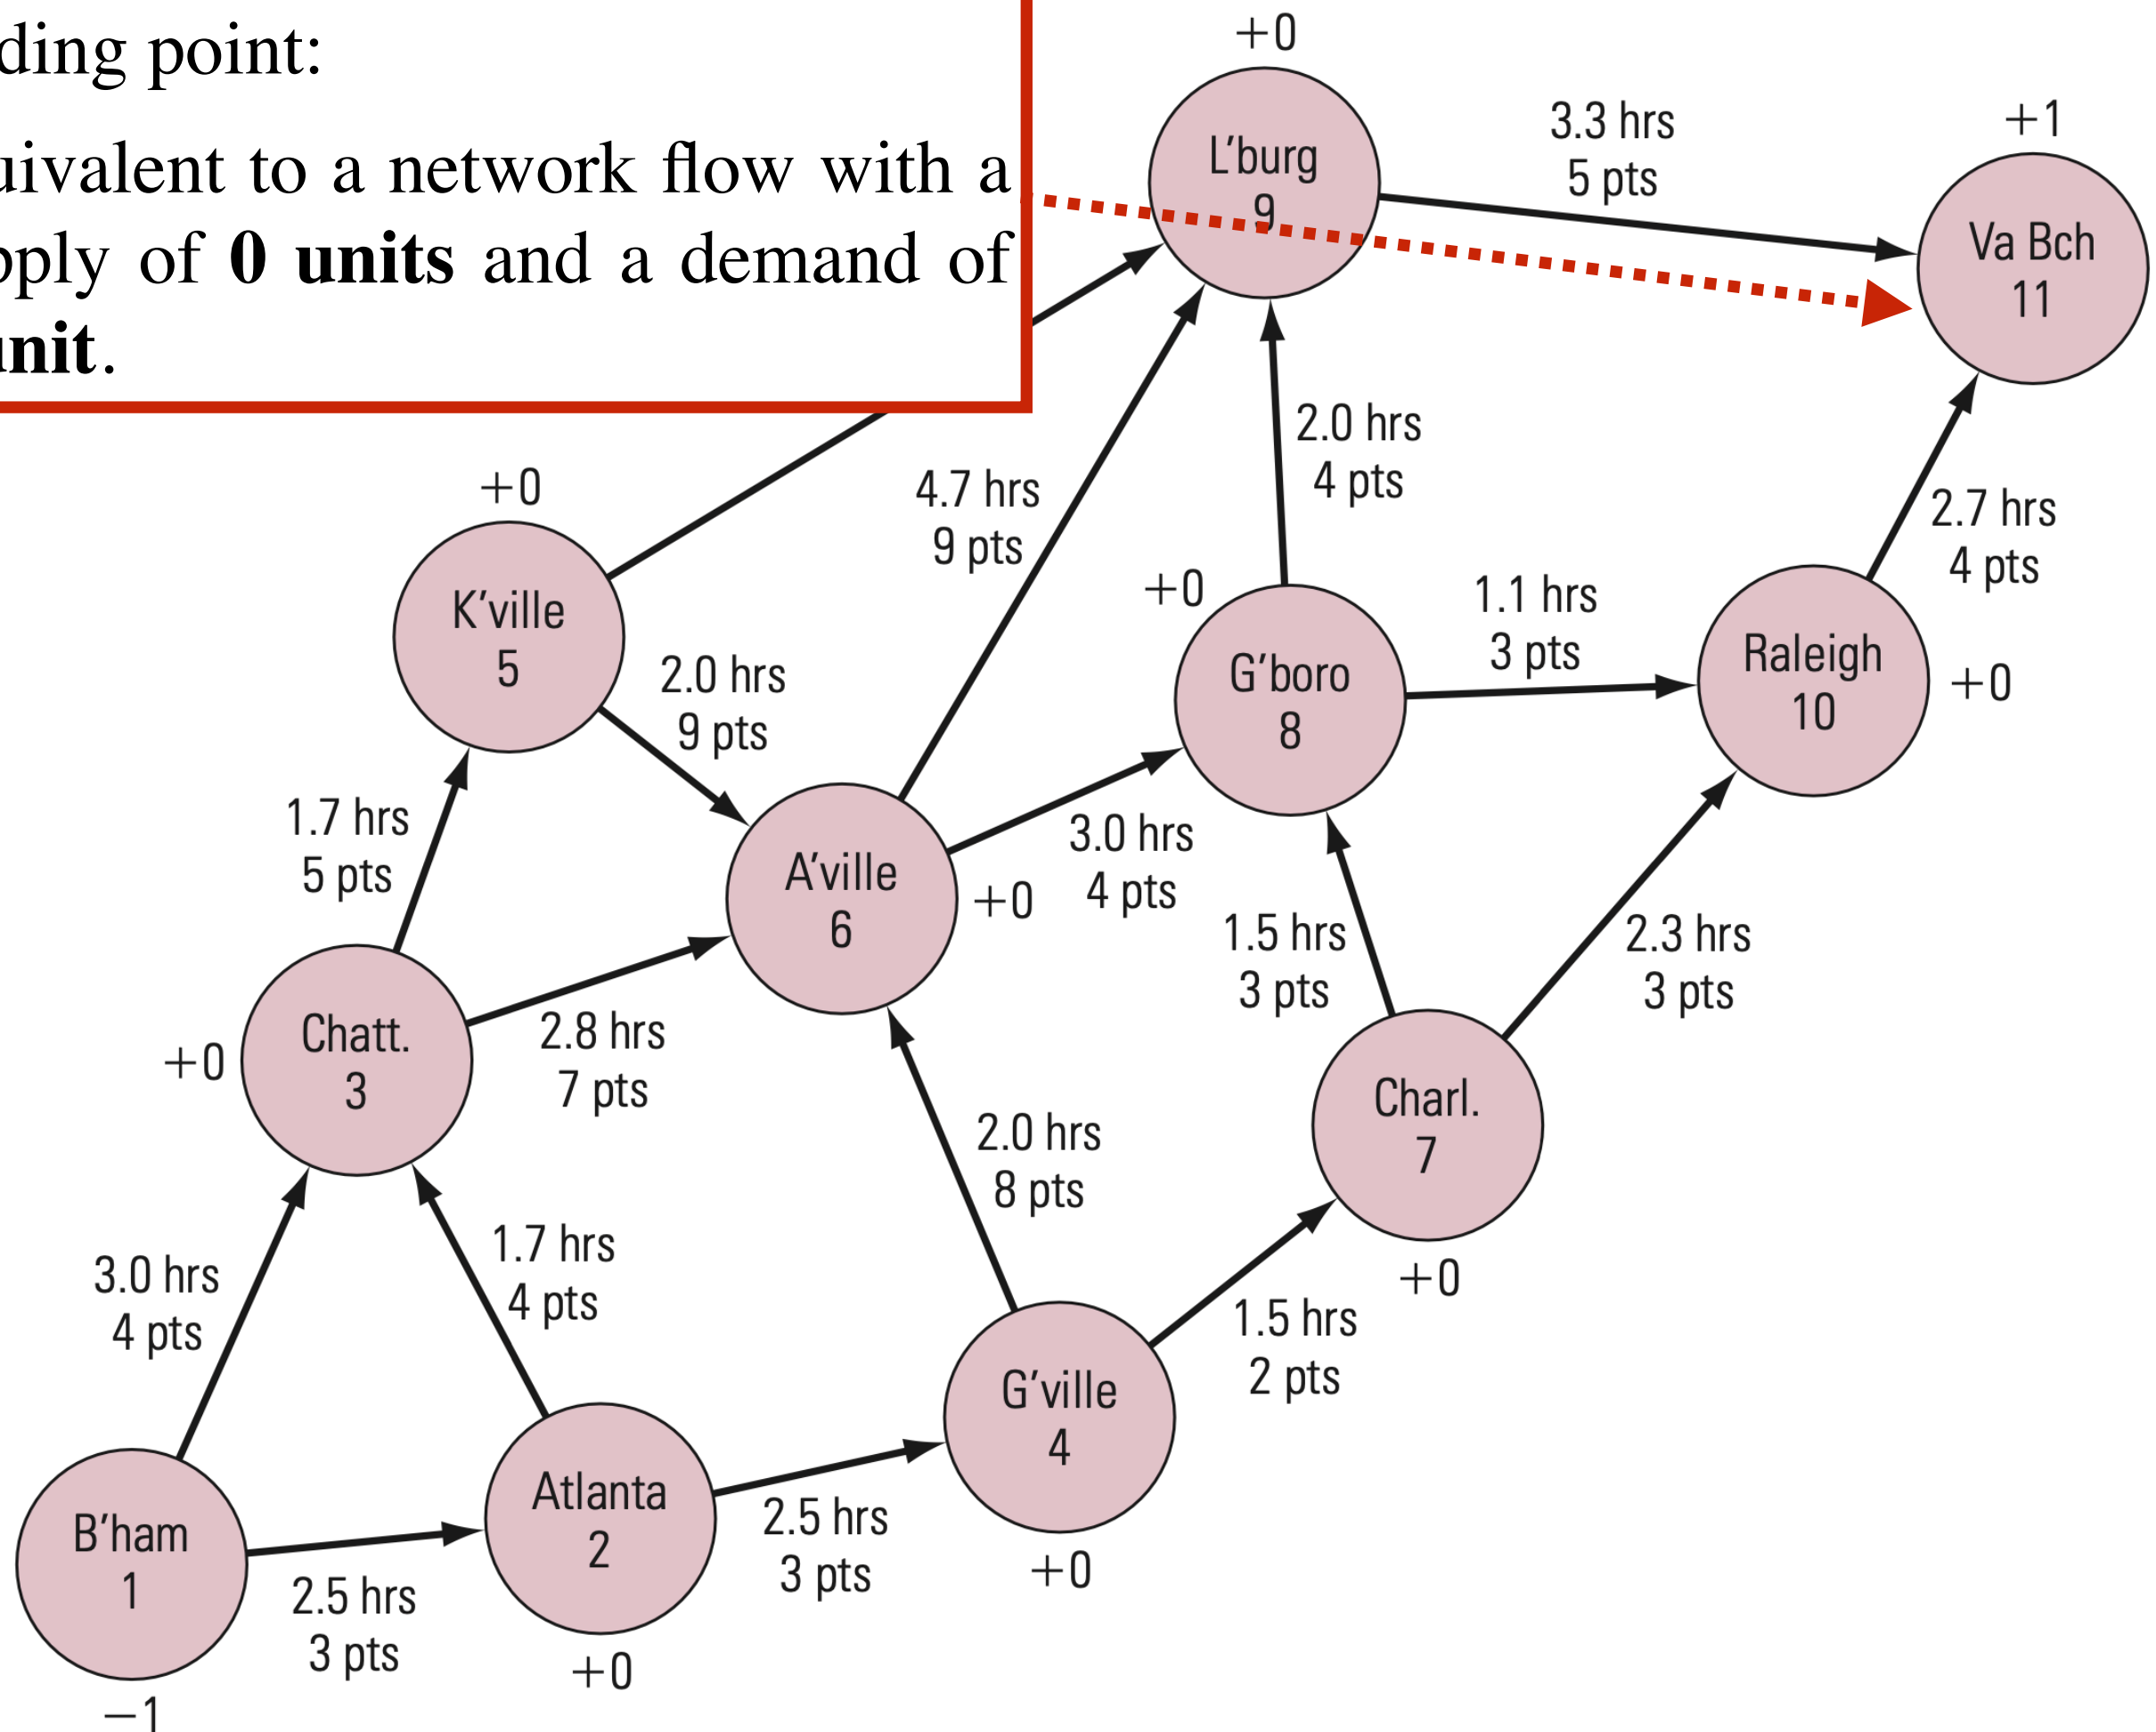 ding point:
uivalent to a network flow with a
pply of 0 units and a demand of
unit.
+0
L'burg
9
3.3 hrs
5 pts
+1
Va Bch
11
+0
K'ville
5
4.7 hrs
9 pts
2.0 hrs
4 pts
2.7 hrs
4 pts
+0
G'boro
8
1.1 hrs
3 pts
Raleigh
10
+0
2.0 hrs
9 pts
1.7 hrs
5 pts
A'ville
6
+0
3.0 hrs
4 pts
1.5 hrs
3 pts
2.3 hrs
3 pts
+0
Chatt.
3
2.8 hrs
7 pts
2.0 hrs
8 pts
Charl.
7
+0
3.0 hrs
4 pts
1.7 hrs
4 pts
1.5 hrs
2 pts
G'ville
4
+0
B'ham
1
−1
2.5 hrs
3 pts
Atlanta
2
+0
2.5 hrs
3 pts